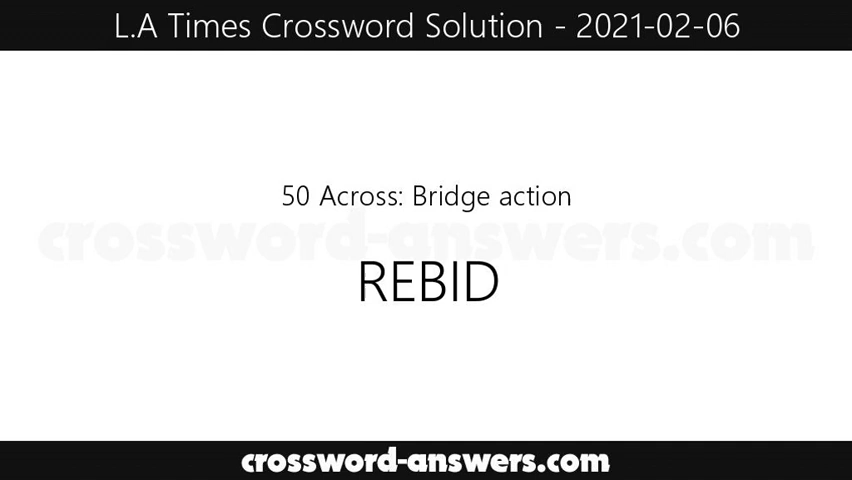 L.A Times Crossword Solution - 2021-02-06
50 Across: Bridge action
crossword-answers.com
REBID
crossword-answers.com